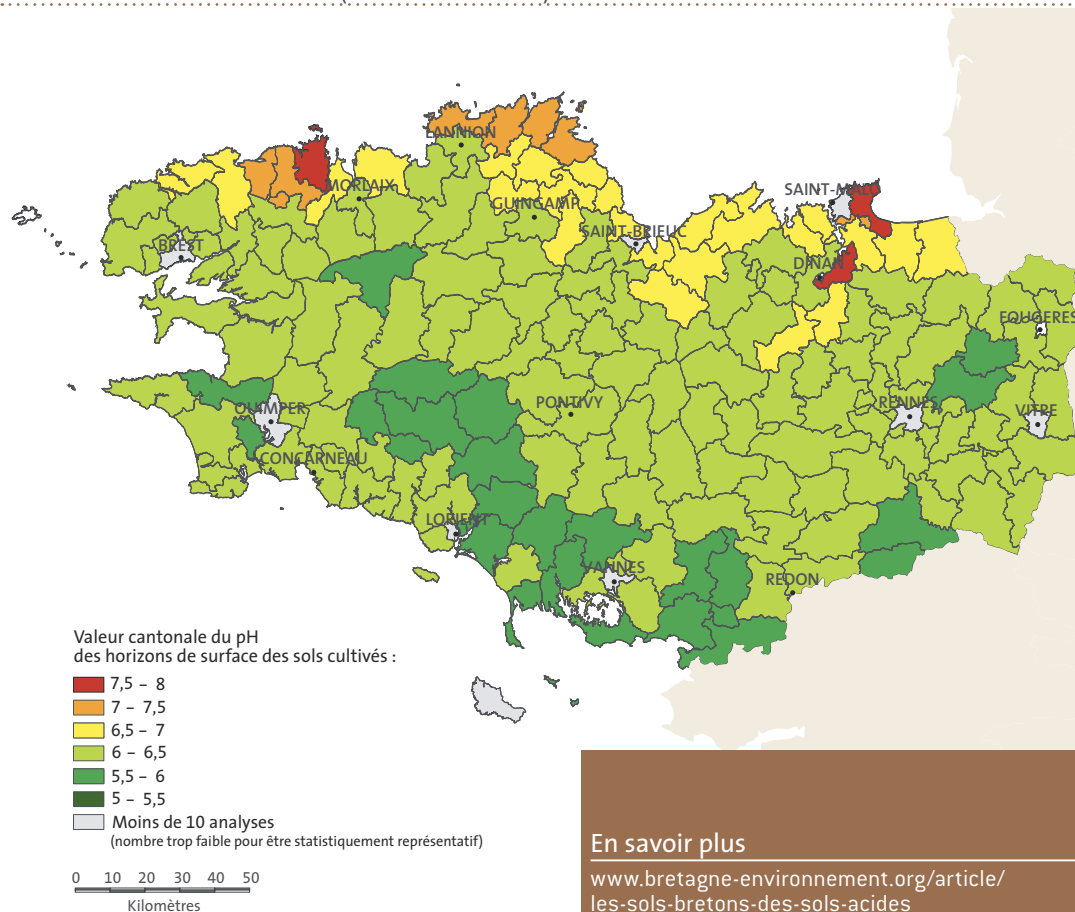 LANNION
MORLAIX
GUINGAMP
SAINT-MALO
BREST
SAINT-BRIEUC
DINAN
FOUGERES
QUIMPER
PONTIVY
RENNES
VITRE
CONCARNEAU
LORIENT
VANNES
REDON
Valeur cantonale du pH
des horizons de surface des sols cultivés :
7,5 – 8
7 – 7,5
6,5 – 7
6 – 6,5
5,5 – 6
5 – 5,5
Moins de 10 analyses
(nombre trop faible pour être statistiquement représentatif)
0 10 20 30 40 50
Kilomètres
En savoir plus
www.bretagne-environnement.org/article/
les-sols-bretons-des-sols-acides